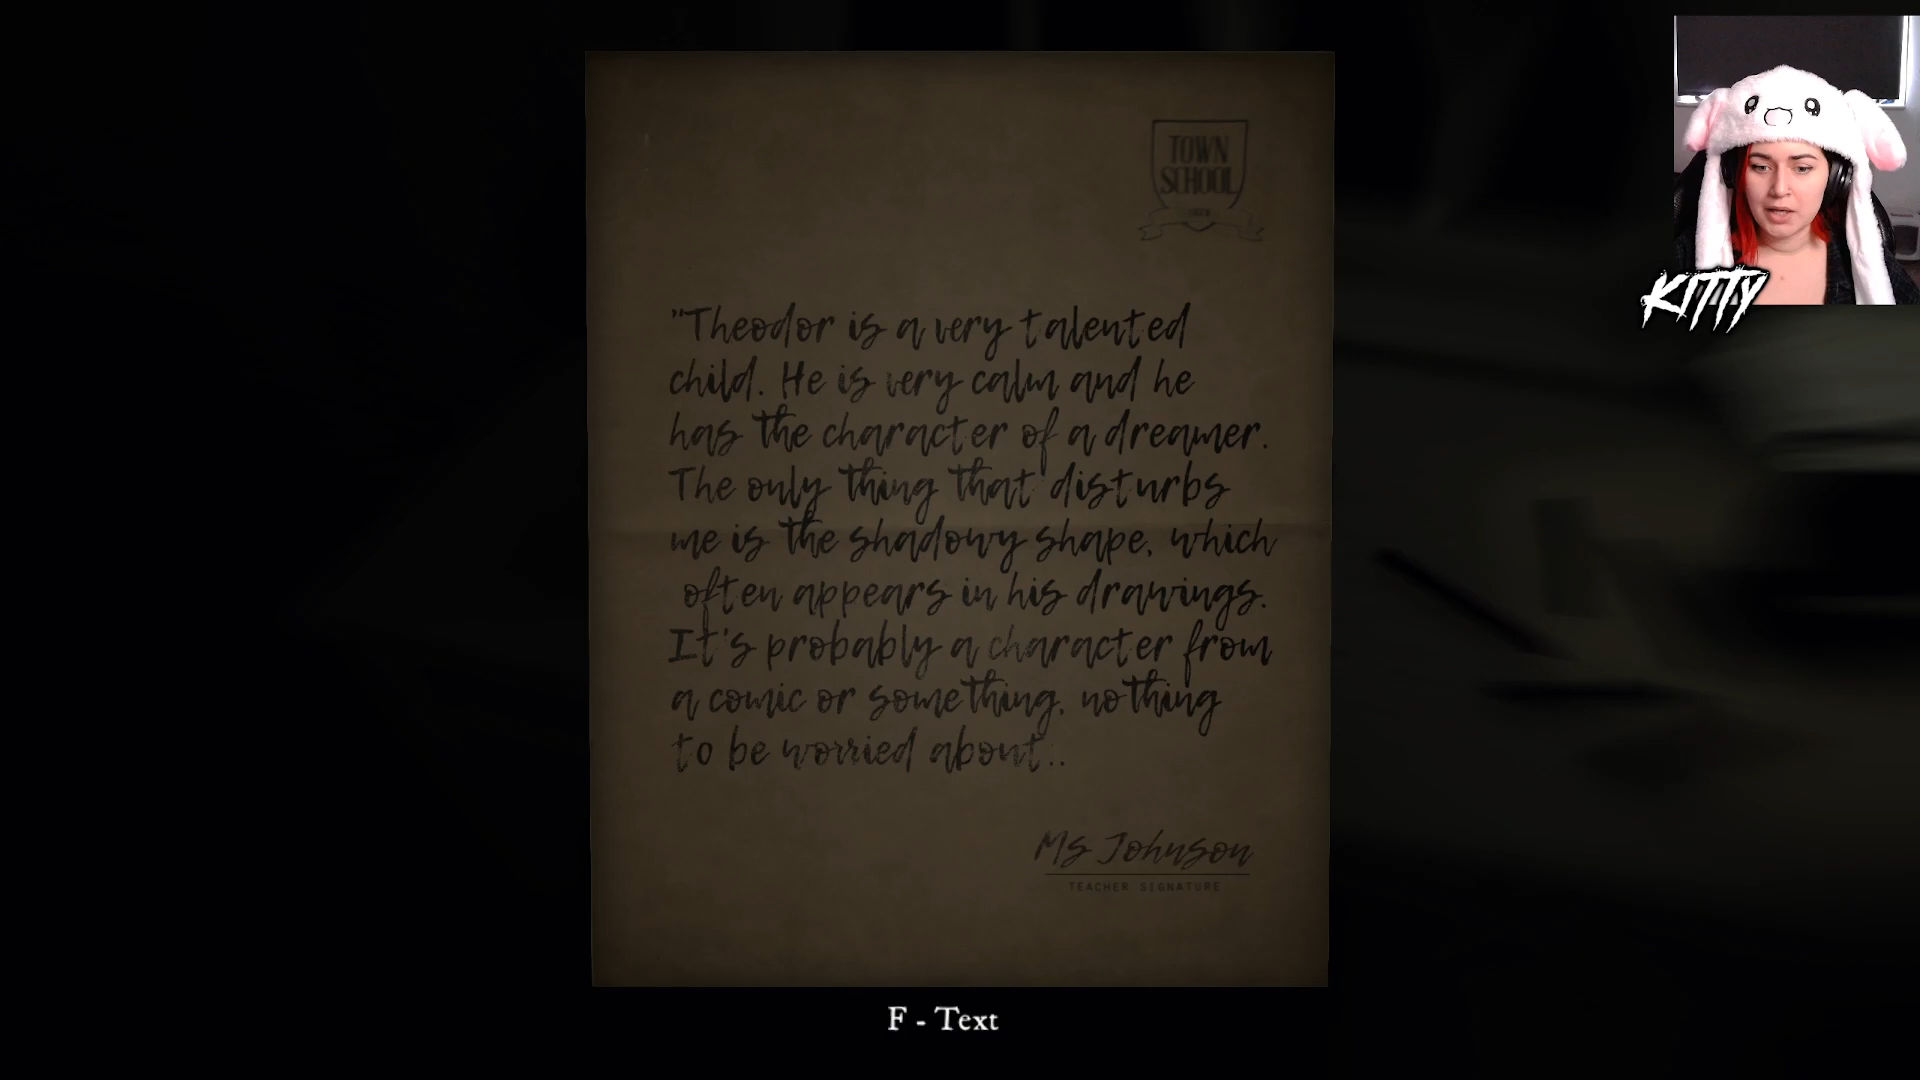 TOWN
SCHOOL
"Theodor is a very talented
child. He is very calm and he
has the character of a dreamer.
The only thing that disturbs
me is the shadowy shape, which
often appears in his drawings.
It's probably a character from
a comic or something, nothing
to be worried about..
Ms Johnson
TEACHER SIGNATURE
F - Text
KITTY